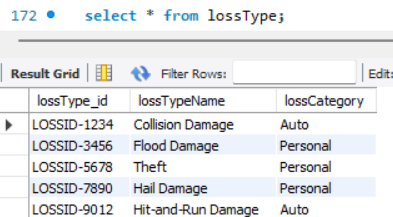 172 select * from lossType;
Result Grid Filter Rows: Edit:
lossType_id lossTypeName lossCategory
LOSSID-1234 Collision Damage Auto
LOSSID-3456 Flood Damage Personal
LOSSID-5678 Theft Personal
LOSSID-7890 Hail Damage Personal
LOSSID-9012 Hit-and-Run Damage Auto